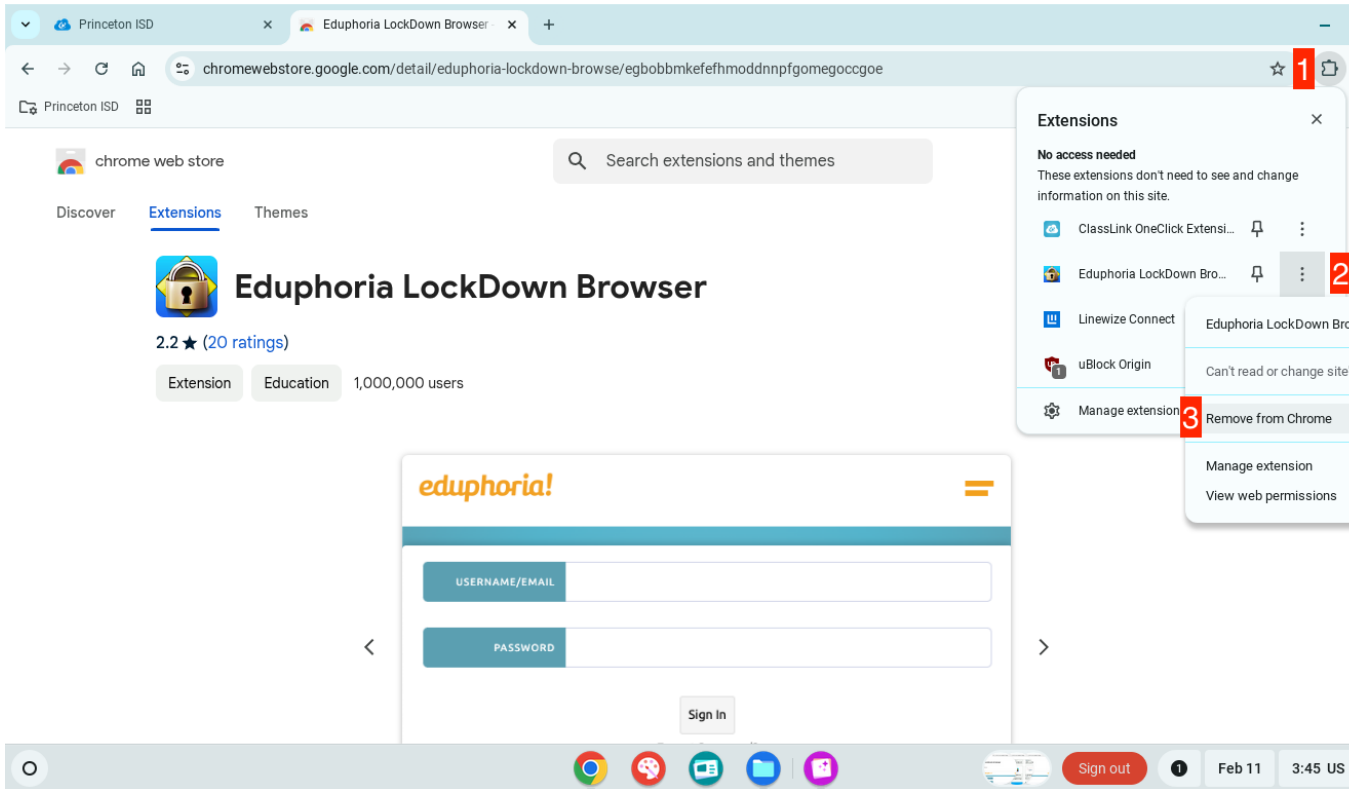 Princeton ISD
Eduphoria LockDown Browser
chromewebstore.google.com/detail/eduphoria-lockdown-browse/egbobbmkefefhmoddnnpfgomegoccgoe
1
Princeton ISD
chrome web store
Search extensions and themes
Discover Extensions Themes
Eduphoria LockDown Browser
2.2 ★ (20 ratings)
Extension Education 1,000,000 users
Extensions
No access needed
These extensions don't need to see and change
information on this site.
ClassLink OneClick Extensi...
Eduphoria LockDown Bro...
2
Linewize Connect
uBlock Origin
1
Manage extension
Eduphoria LockDown Bro
Can't read or change site'
3
Remove from Chrome
Manage extension
View web permissions
eduphoria!
USERNAME/EMAIL
PASSWORD
Sign In
Sign out
1
Feb 11
3:45 US